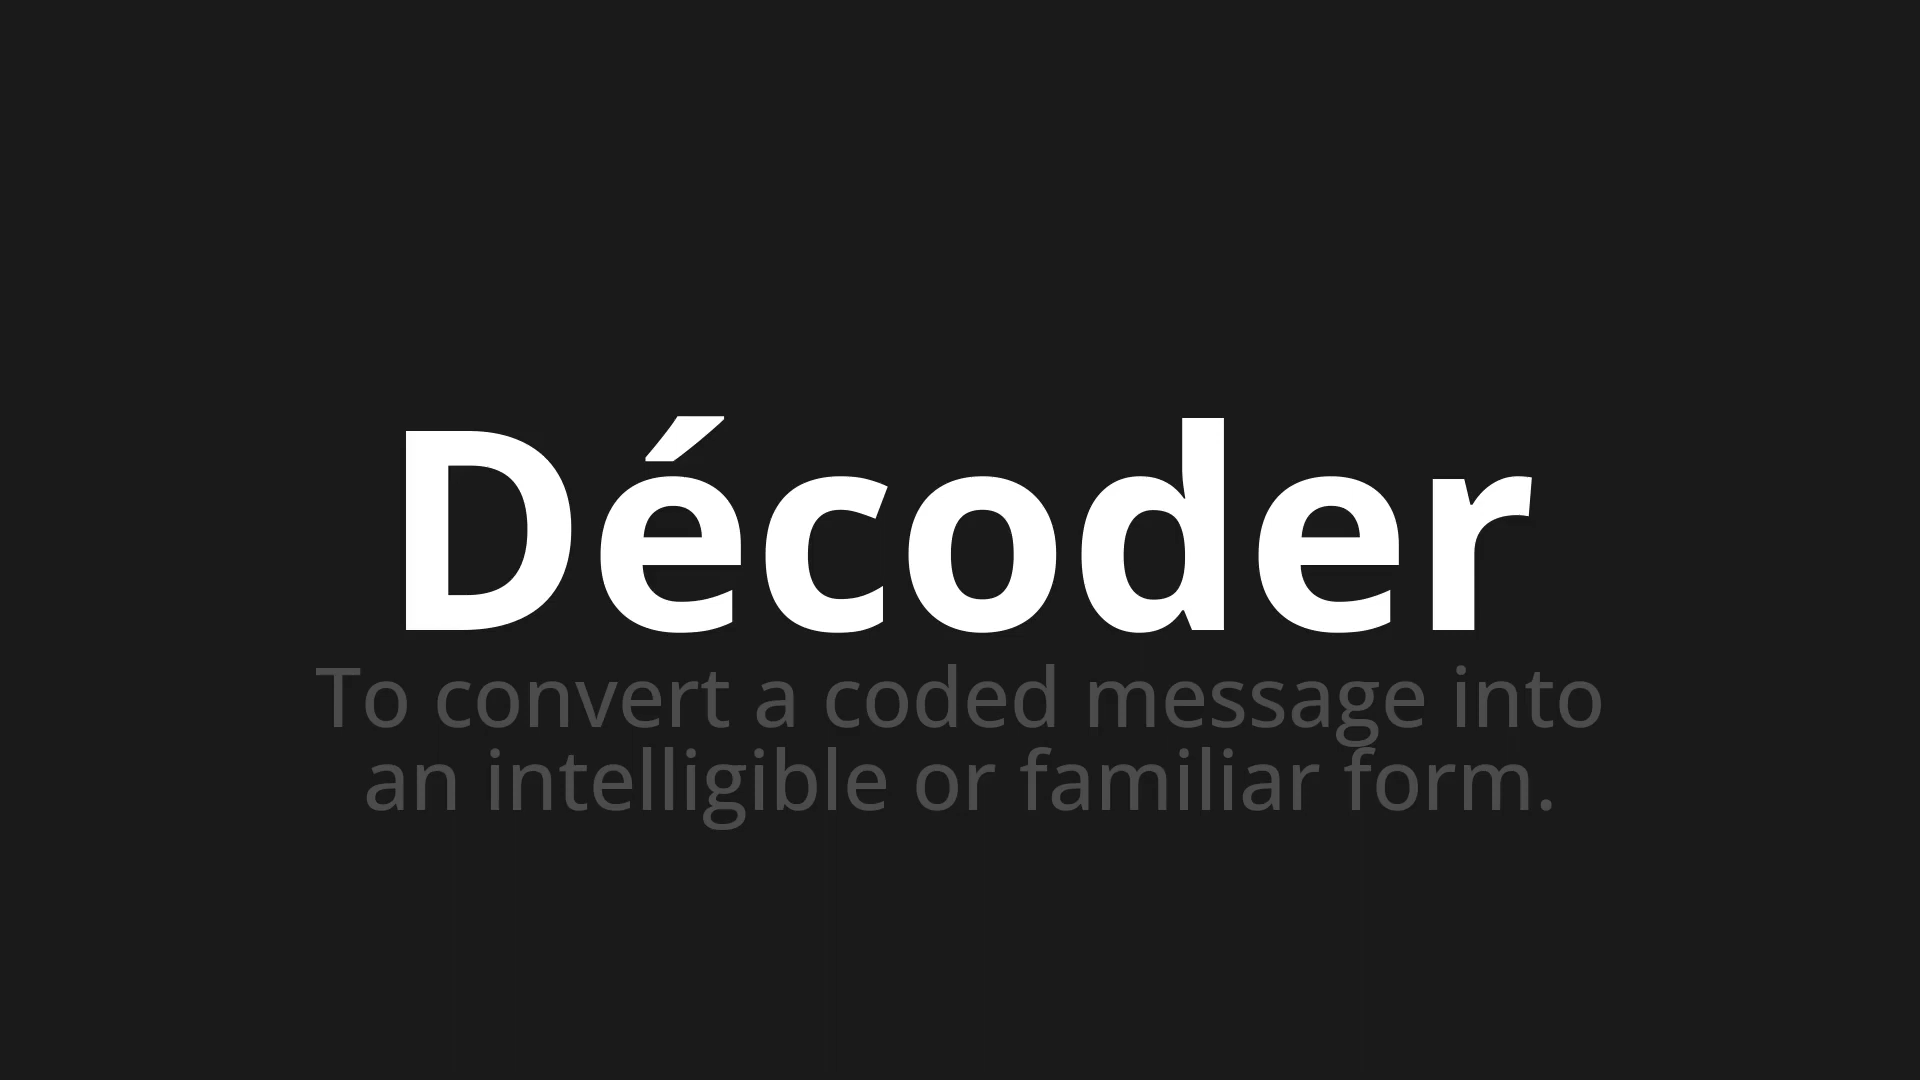 Décoder
To convert a coded message into
an intelligible or familiar form.